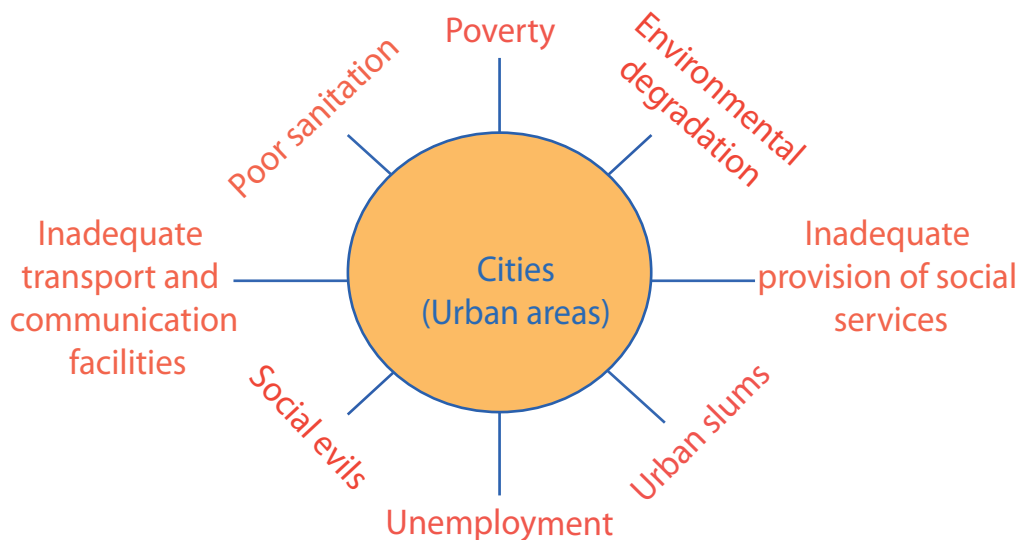 Poverty
Environmental
degradation
Poor sanitation
Inadequate
transport and
communication
facilities
Cities
(Urban areas)
Inadequate
provision of social
services
Social evils
Urban slums
Unemployment